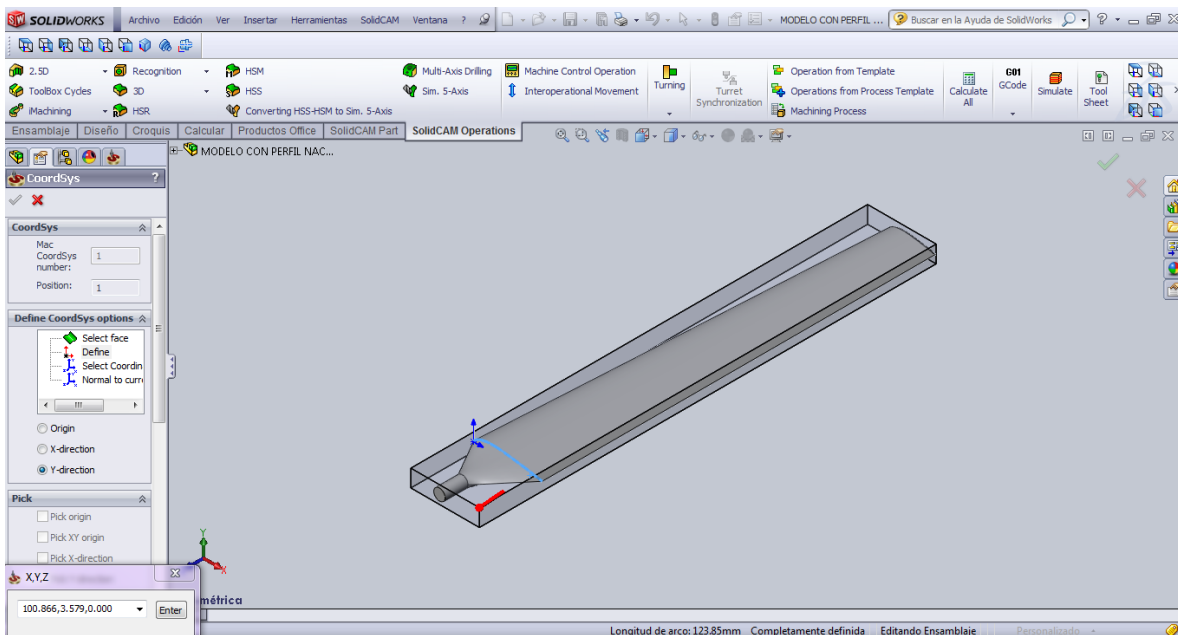 SOLIDWORKS Archivo Edición Ver Insertar Herramientas SolidCAM Ventana ? MODELO CON PERFIL ... Buscar en la Ayuda de SolidWorks ?
2.5D Recognition HSM Multi-Axis Drilling Machine Control Operation Operation from Template G01
ToolBox Cycles 3D HSS Sim. 5-Axis Interoperational Movement Turning Turret Synchronization Operations from Process Template Calculate All GCode Simulate Tool Sheet
iMachining HSR Converting HSS-HSM to Sim. 5-Axis Machining Process
Ensamblaje Diseño Croquis Calcular Productos Office SolidCAM Part SolidCAM Operations
MODELO CON PERFIL NAC...
CoordSys ?
CoordSys
Mac
CoordSys
number:
1
Position: 1
Define CoordSys options
Select face
Define
Select Coordin
Normal to curr
Origin
X-direction
Y-direction
Pick
Pick origin
Pick XY origin
Pick X-direction
X,Y,Z
100.866,3.579,0.000 Enter
Y
X
métrica
Longitud de arco: 123.85mm Completamente definida Editando Ensamblaje Personalizado